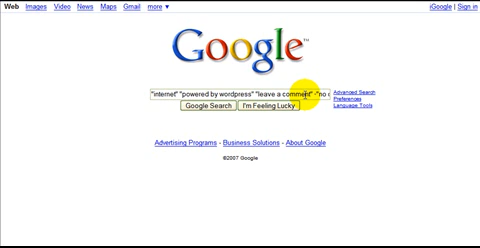 Web Images Video News Maps Gmail more ▼ iGoogle | Sign in
Google™
"internet" "powered by wordpress" "leave a comment" -"no c
Advanced Search
Preferences
Language Tools
Google Search I'm Feeling Lucky
Advertising Programs - Business Solutions - About Google
©2007 Google